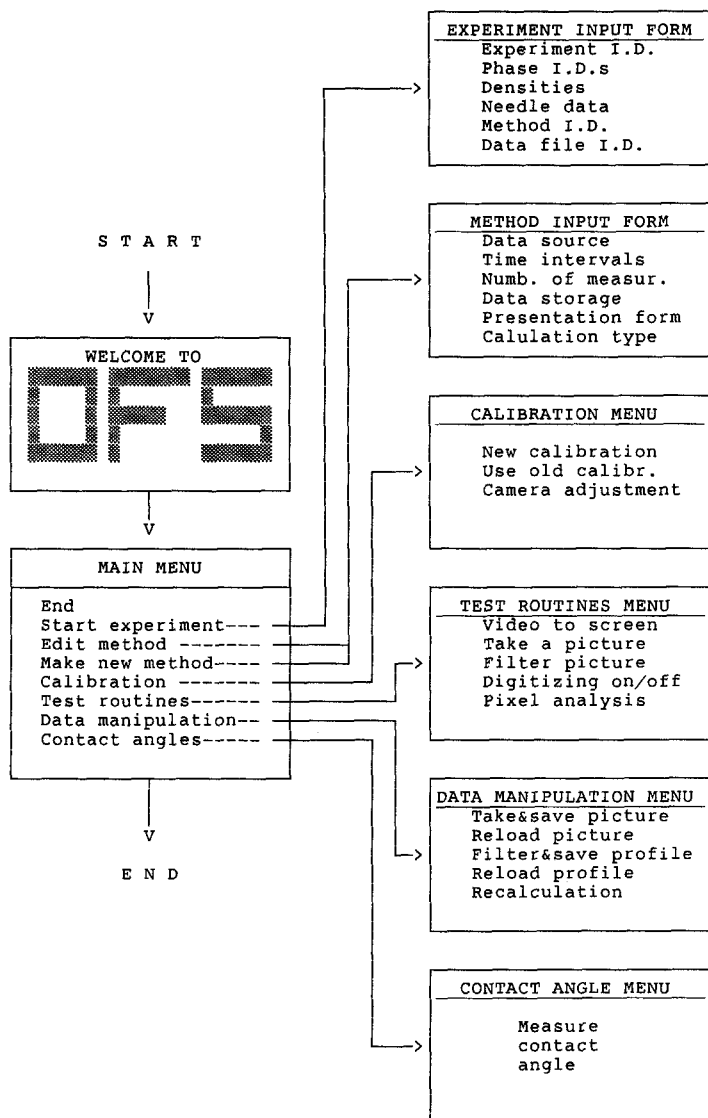 S T A R T
V
WELCOME TO
OFS
V
MAIN MENU
End
Start experiment---
Edit method -------
Make new method----
Calibration -------
Test routines------
Data manipulation--
Contact angles-----
V
E N D
EXPERIMENT INPUT FORM
Experiment I.D.
Phase I.D.s
> Densities
Needle data
Method I.D.
Data file I.D.
METHOD INPUT FORM
Data source
Time intervals
> Numb. of measur.
Data storage
Presentation form
Calulation type
CALIBRATION MENU
New calibration
> Use old calibr.
Camera adjustment
TEST ROUTINES MENU
Video to screen
Take a picture
> Filter picture
Digitizing on/off
Pixel analysis
DATA MANIPULATION MENU
Take&save picture
Reload picture
> Filter&save profile
Reload profile
Recalculation
CONTACT ANGLE MENU
Measure
> contact
angle